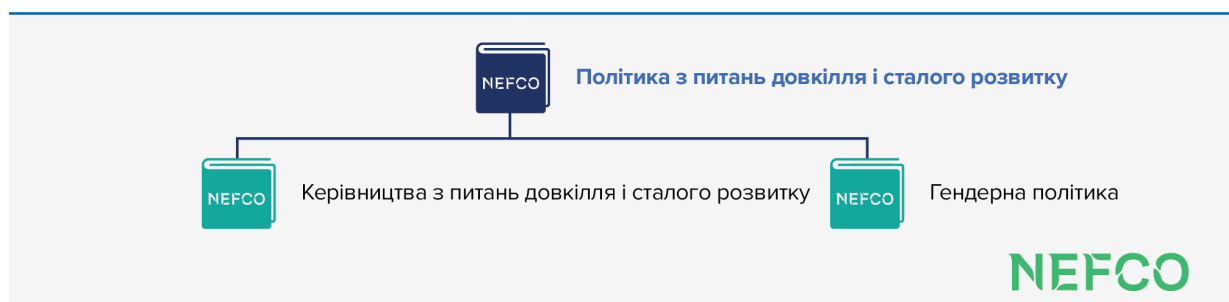 NEFCO
Політика з питань довкілля і сталого розвитку
NEFCO
Керівництва з питань довкілля і сталого розвитку
NEFCO
Гендерна політика
NEFCO